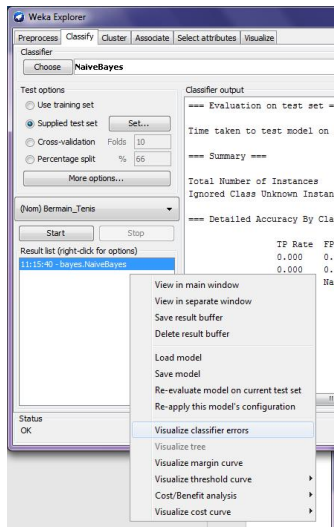 Weka Explorer
Preprocess Classify Cluster Associate Select attributes Visualize
Classifier
Choose NaiveBayes
Test options
Use training set
Supplied test set Set...
Cross-validation Folds 10
Percentage split % 66
More options...
(Nom) Bermain_Tenis
Start Stop
Result list (right-click for options)
11:15:40 - bayes.NaiveBayes
Classifier output
=== Evaluation on test set =
Time taken to test model on
=== Summary ===
Total Number of Instances
Ignored Class Unknown Instan
=== Detailed Accuracy By Cla
TP Rate FP
0.000 0.
0.000 0.
Na
View in main window
View in separate window
Save result buffer
Delete result buffer
Load model
Save model
Re-evaluate model on current test set
Re-apply this model's configuration
Visualize classifier errors
Visualize tree
Visualize margin curve
Visualize threshold curve
Cost/Benefit analysis
Visualize cost curve
Status
OK